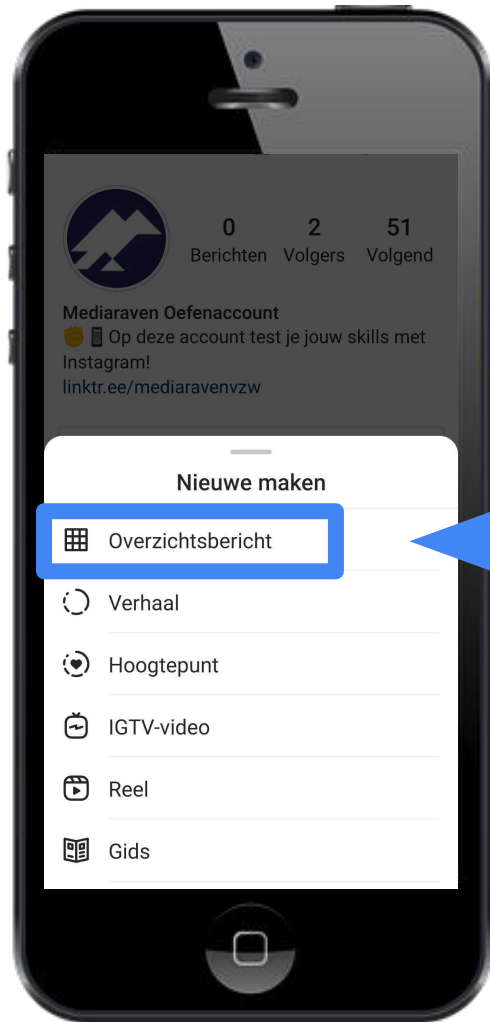 0 2 51
Berichten Volgers Volgend
Mediaraven Oefenaccount
✊📱Op deze account test je jouw skills met
Instagram!
linktr.ee/mediaravenvzw
Nieuwe maken
Overzichtsbericht
Verhaal
Hoogtepunt
IGTV-video
Reel
Gids